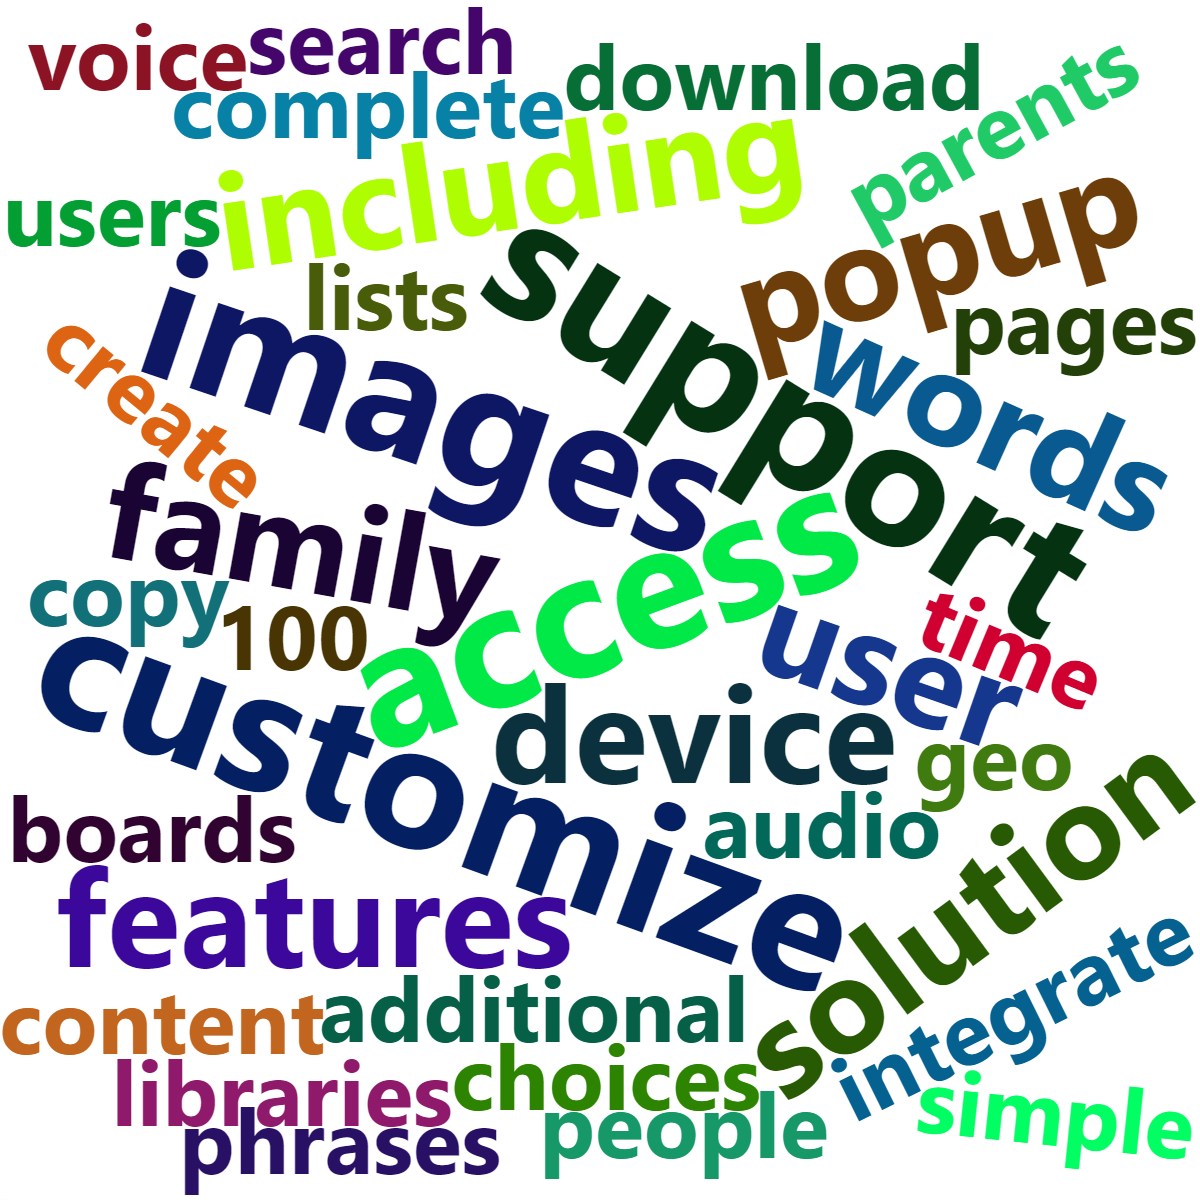 voice
search
complete
download
parents
including
users
popup
support
images
lists
pages
words
create
family
access
copy
100
time
user
customize
device
geo
solution
boards
audio
features
integrate
content
additional
choices
libraries
simple
people
phrases